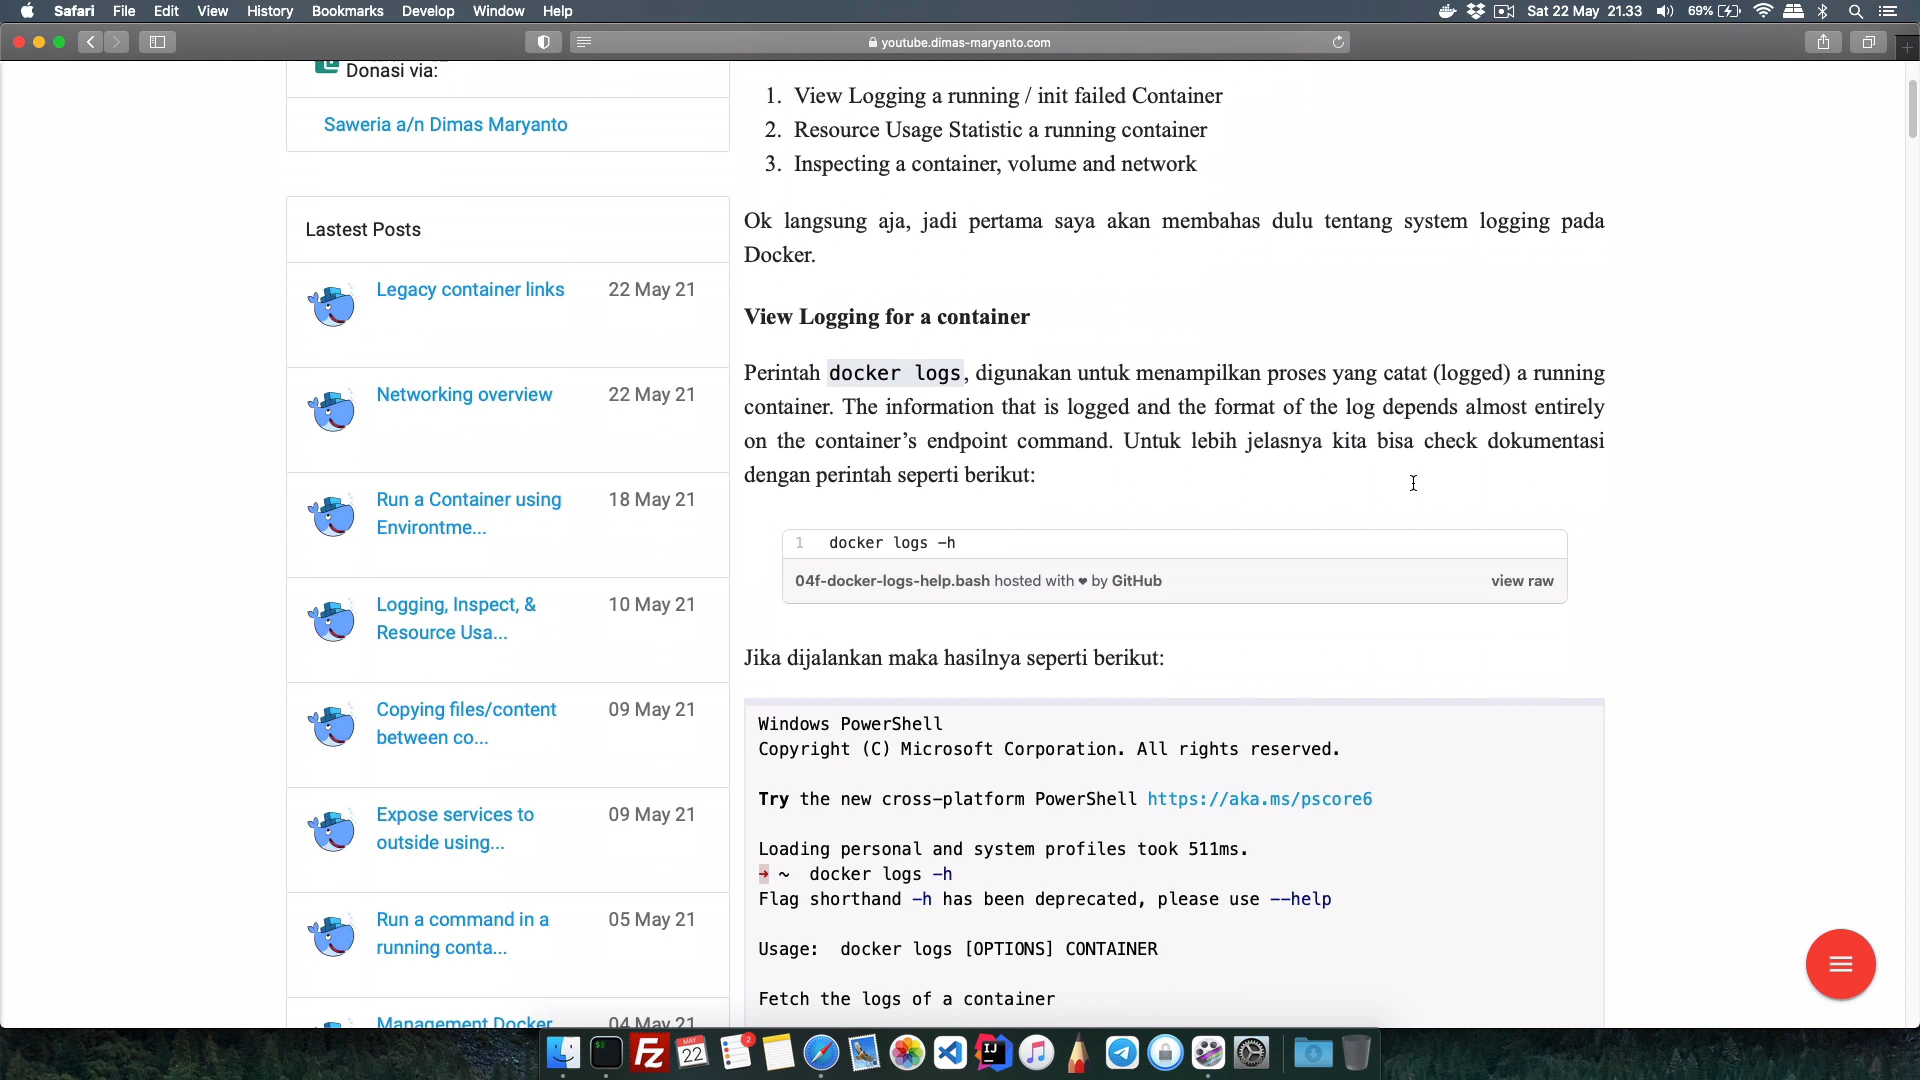 Safari File Edit View History Bookmarks Develop Window Help
Sat 22 May 21.33 69%
youtube.dimas-maryanto.com
Donasi via:
Saweria a/n Dimas Maryanto
Lastest Posts
Legacy container links 22 May 21
Networking overview 22 May 21
Run a Container using 18 May 21
Environtme...
Logging, Inspect, & 10 May 21
Resource Usa...
Copying files/content 09 May 21
between co...
Expose services to 09 May 21
outside using...
Run a command in a 05 May 21
running conta...
Management Docker 04 May 21
1. View Logging a running / init failed Container
2. Resource Usage Statistic a running container
3. Inspecting a container, volume and network
Ok langsung aja, jadi pertama saya akan membahas dulu tentang system logging pada
Docker.
View Logging for a container
Perintah docker logs, digunakan untuk menampilkan proses yang catat (logged) a running
container. The information that is logged and the format of the log depends almost entirely
on the container’s endpoint command. Untuk lebih jelasnya kita bisa check dokumentasi
dengan perintah seperti berikut:
1 docker logs -h
04f-docker-logs-help.bash hosted with ❤ by GitHub view raw
Jika dijalankan maka hasilnya seperti berikut:
Windows PowerShell
Copyright (C) Microsoft Corporation. All rights reserved.
Try the new cross-platform PowerShell https://aka.ms/pscore6
Loading personal and system profiles took 511ms.
➜ ~ docker logs -h
Flag shorthand -h has been deprecated, please use --help
Usage: docker logs [OPTIONS] CONTAINER
Fetch the logs of a container
MAY
22
2